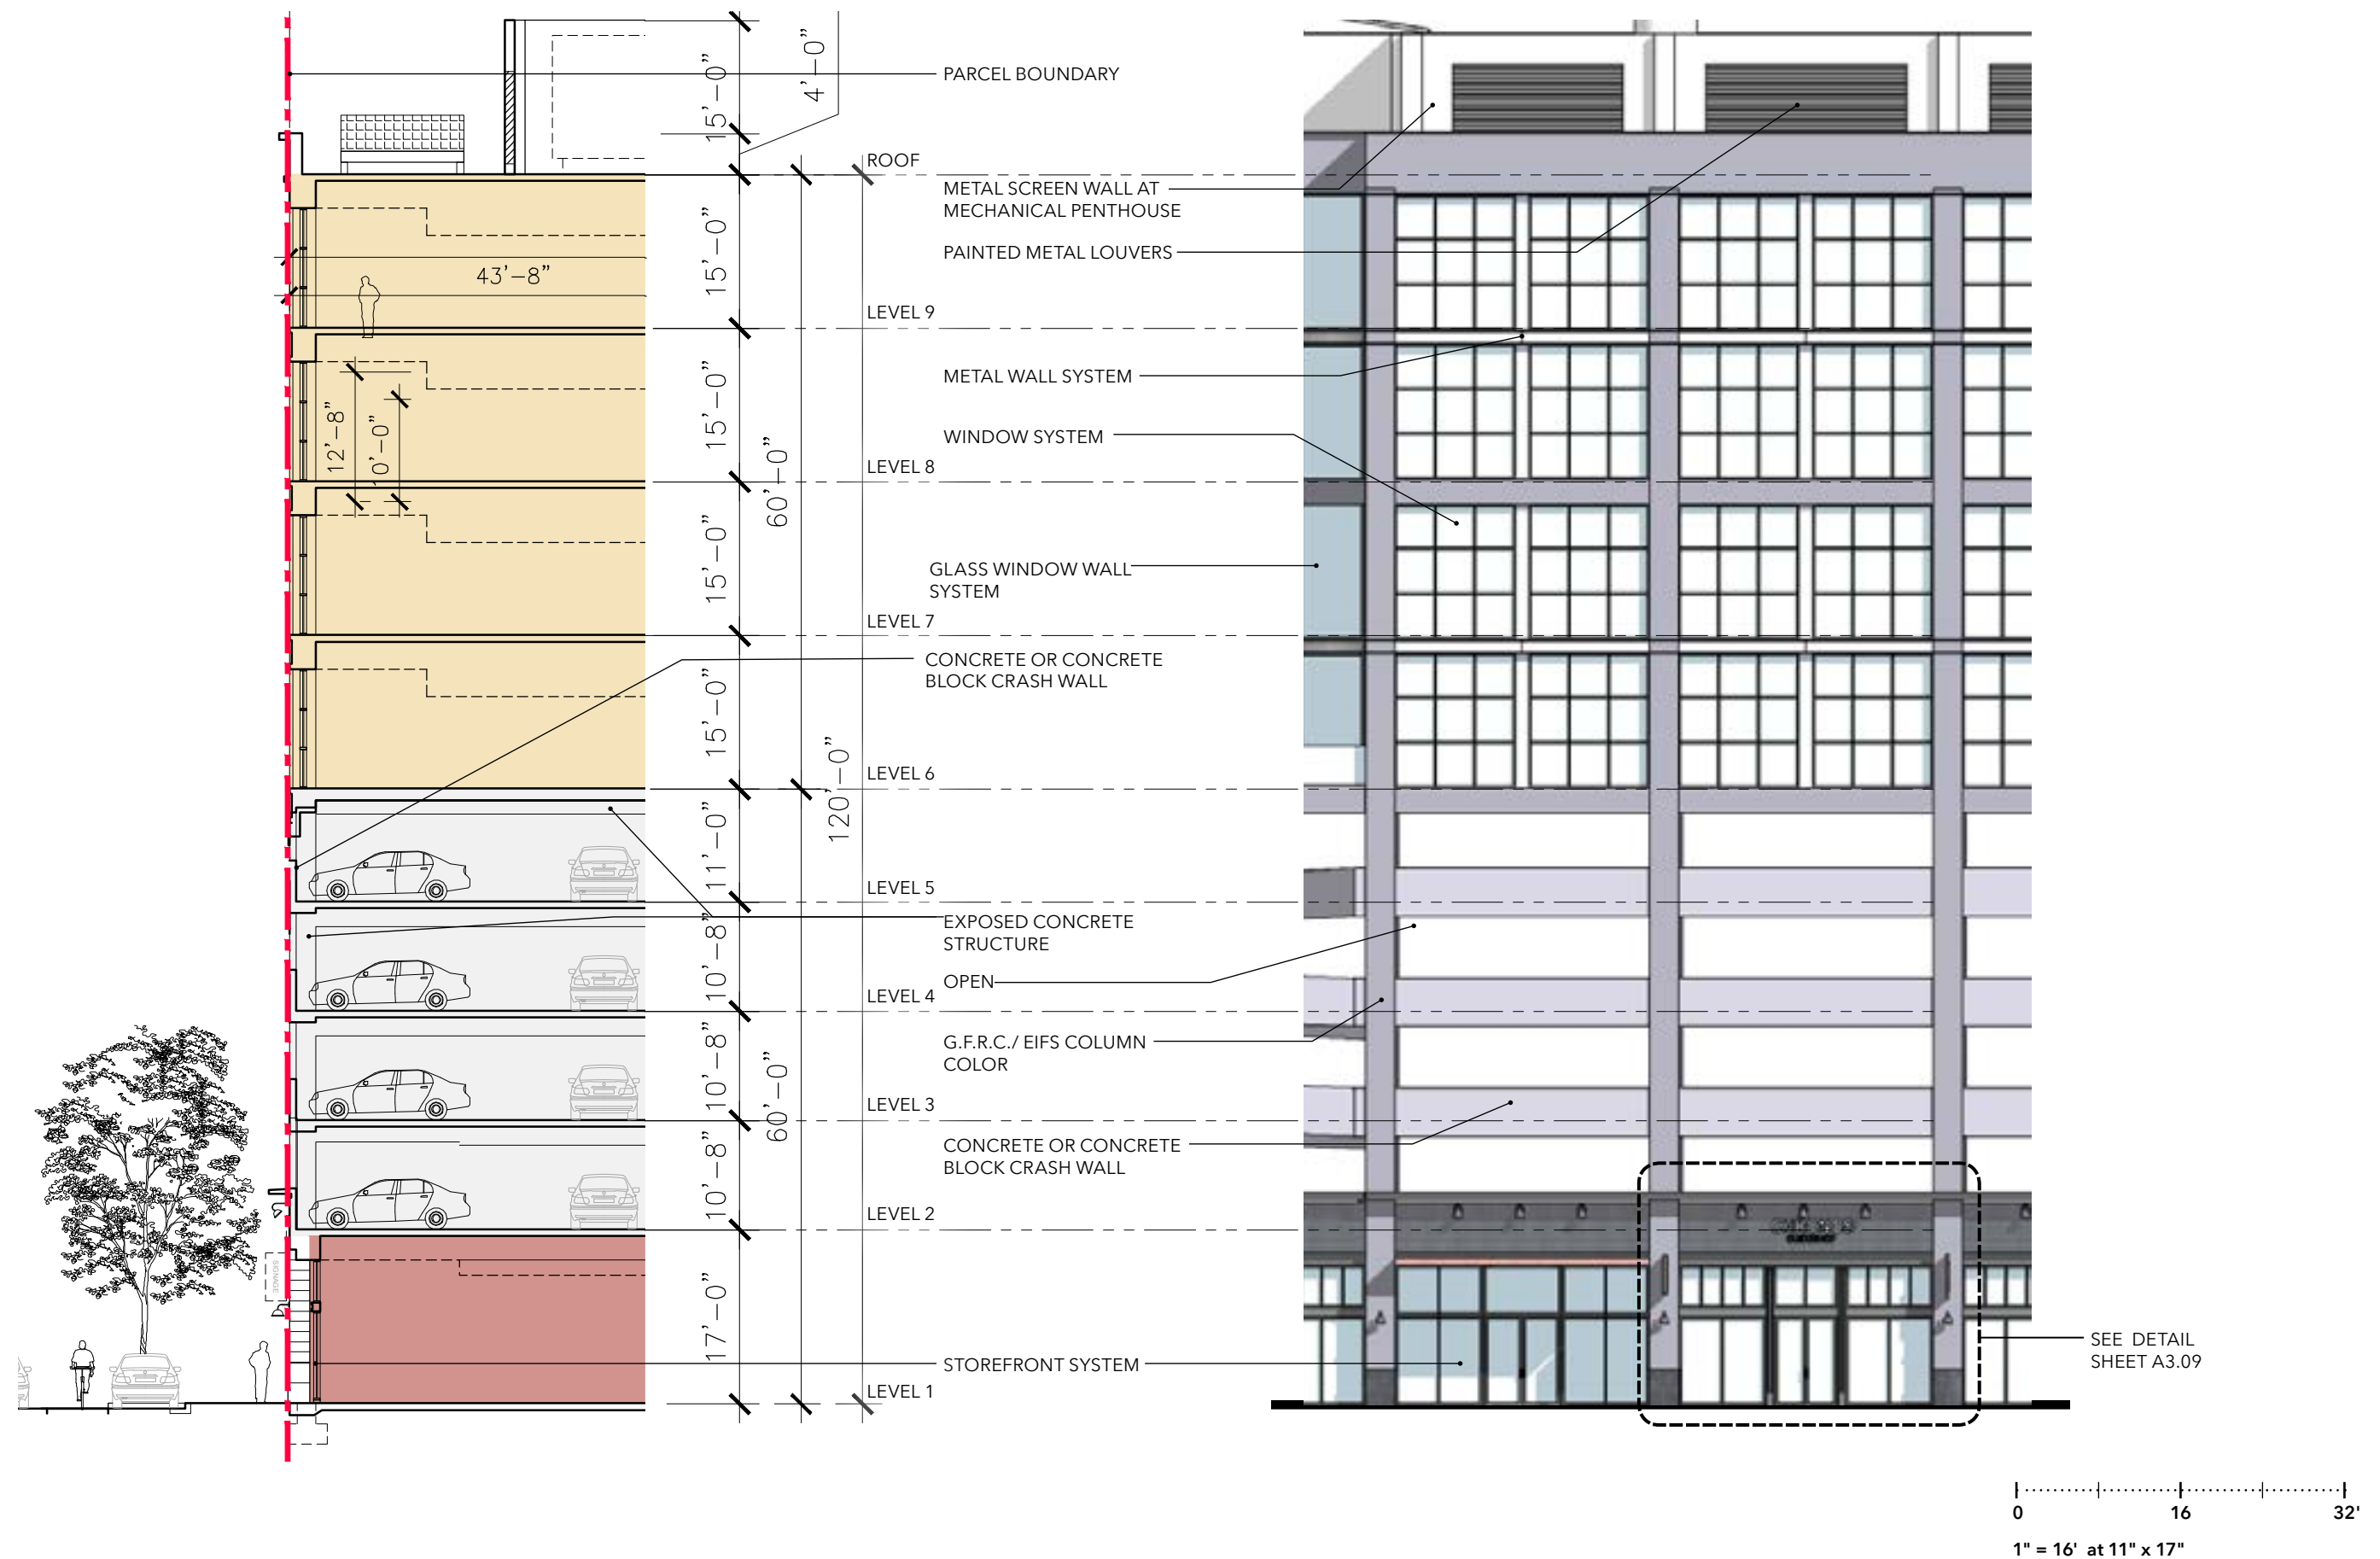 15'-0"
4'-0"
PARCEL BOUNDARY
ROOF
METAL SCREEN WALL AT
MECHANICAL PENTHOUSE
PAINTED METAL LOUVERS
15'-0"
43'-8"
LEVEL 9
METAL WALL SYSTEM
15'-0"
12'-8"
WINDOW SYSTEM
60'-0"
LEVEL 8
15'-0"
GLASS WINDOW WALL
SYSTEM
LEVEL 7
CONCRETE OR CONCRETE
BLOCK CRASH WALL
15'-0"
120'-0"
LEVEL 6
11'-0"
LEVEL 5
EXPOSED CONCRETE
STRUCTURE
10'-8"
OPEN
LEVEL 4
G.F.R.C./ EIFS COLUMN
COLOR
10'-8"
60'-0"
LEVEL 3
CONCRETE OR CONCRETE
BLOCK CRASH WALL
10'-8"
LEVEL 2
SIGNAGE
17'-0"
STOREFRONT SYSTEM
LEVEL 1
SEE DETAIL
SHEET A3.09
0 16 32'
1" = 16' at 11" x 17"